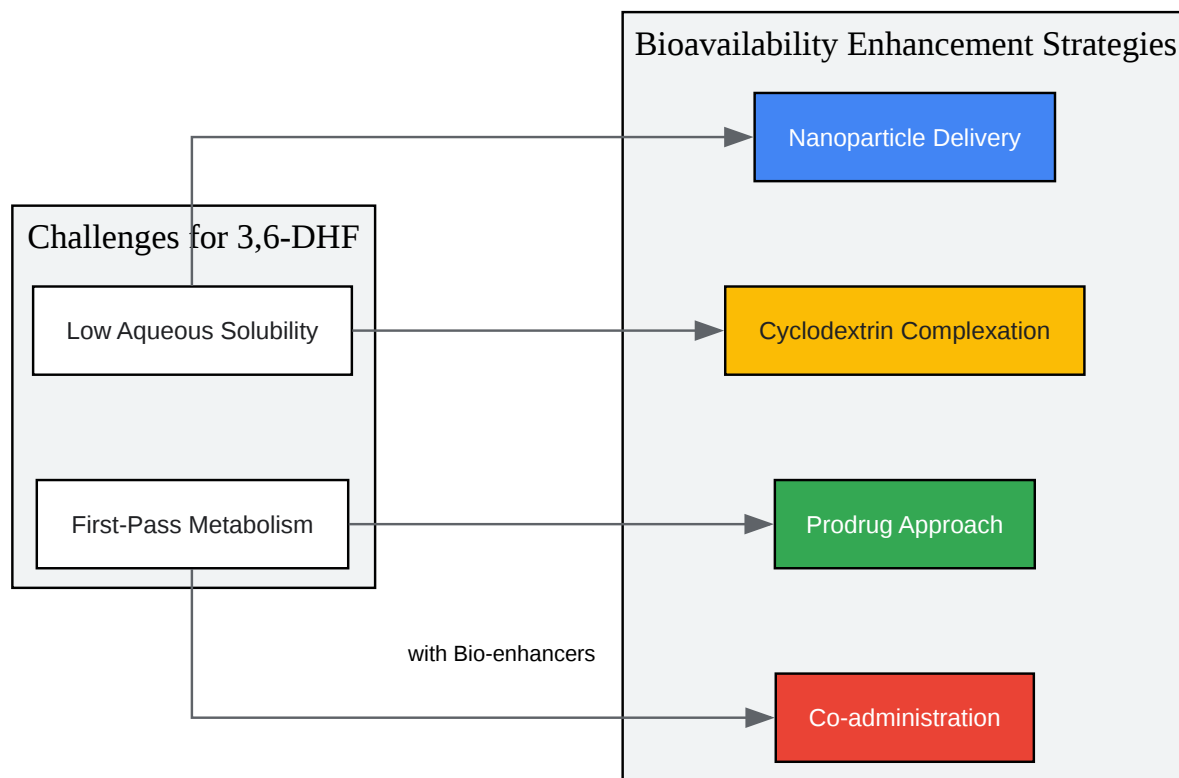 Bioavailability Enhancement Strategies
Nanoparticle Delivery
Challenges for 3,6-DHF
Low Aqueous Solubility
Cyclodextrin Complexation
First-Pass Metabolism
Prodrug Approach
with Bio-enhancers
Co-administration